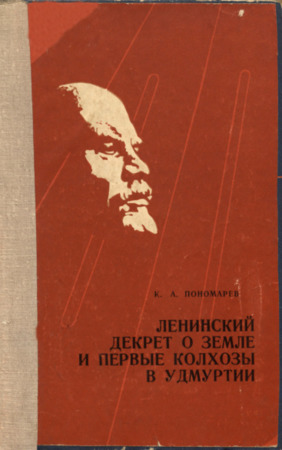 К. А. ПОНОМАРЕВ
ЛЕНИНСКИЙ
ДЕКРЕТ О ЗЕМЛЕ
И ПЕРВЫЕ КОЛХОЗЫ
В УДМУРТИИ